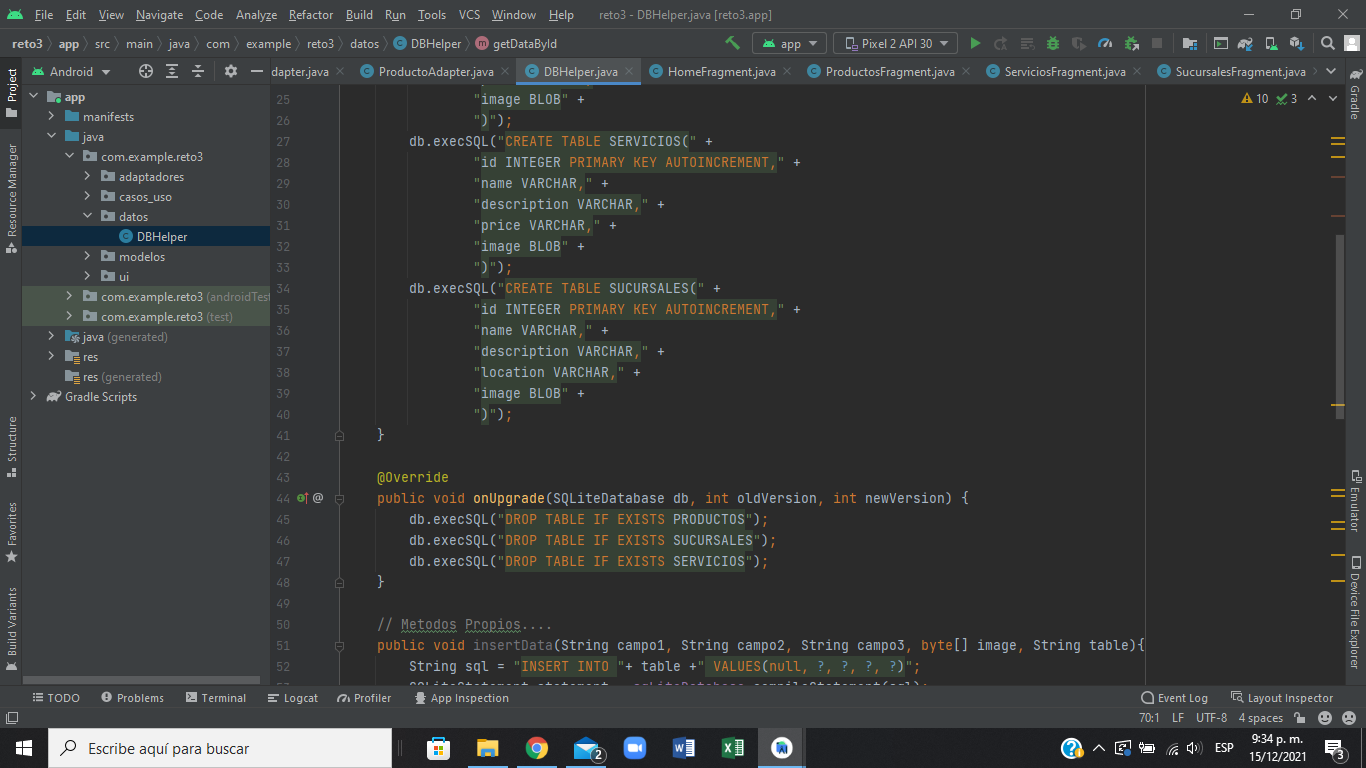 File Edit View Navigate Code Analyze Refactor Build Run Tools VCS Window Help reto3 - DBHelper.java [reto3.app]
reto3 app src main java com example reto3 datos DBHelper getDataById app Pixel 2 API 30
Android dapter.java ProductoAdapter.java DBHelper.java HomeFragment.java ProductosFragment.java ServiciosFragment.java SucursalesFragment.java
Project
Resource Manager
Structure
Favorites
Build Variants
app
manifests
java
com.example.reto3
adaptadores
casos_uso
datos
DBHelper
modelos
ui
com.example.reto3 (androidTest
com.example.reto3 (test)
java (generated)
res
res (generated)
Gradle Scripts
10 3
25 "image BLOB" +
26 ")");
27 db.execSQL("CREATE TABLE SERVICIOS(" +
28 "id INTEGER PRIMARY KEY AUTOINCREMENT," +
29 "name VARCHAR," +
30 "description VARCHAR," +
31 "price VARCHAR," +
32 "image BLOB" +
33 ")");
34 db.execSQL("CREATE TABLE SUCURSALES(" +
35 "id INTEGER PRIMARY KEY AUTOINCREMENT," +
36 "name VARCHAR," +
37 "description VARCHAR," +
38 "location VARCHAR," +
39 "image BLOB" +
40 ")");
41 }
42
43 @Override
44 @ public void onUpgrade(SQLiteDatabase db, int oldVersion, int newVersion) {
45 db.execSQL("DROP TABLE IF EXISTS PRODUCTOS");
46 db.execSQL("DROP TABLE IF EXISTS SUCURSALES");
47 db.execSQL("DROP TABLE IF EXISTS SERVICIOS");
48 }
49
50 // Metodos Propios....
51 public void insertData(String campo1, String campo2, String campo3, byte[] image, String table){
52 String sql = "INSERT INTO "+ table +" VALUES(null, ?, ?, ?, ?)";
Gradle
Emulator
Device File Explorer
TODO Problems Terminal Logcat Profiler App Inspection Event Log Layout Inspector
70:1 LF UTF-8 4 spaces
Escribe aquí para buscar 2 ESP 9:34 p. m. 3
15/12/2021